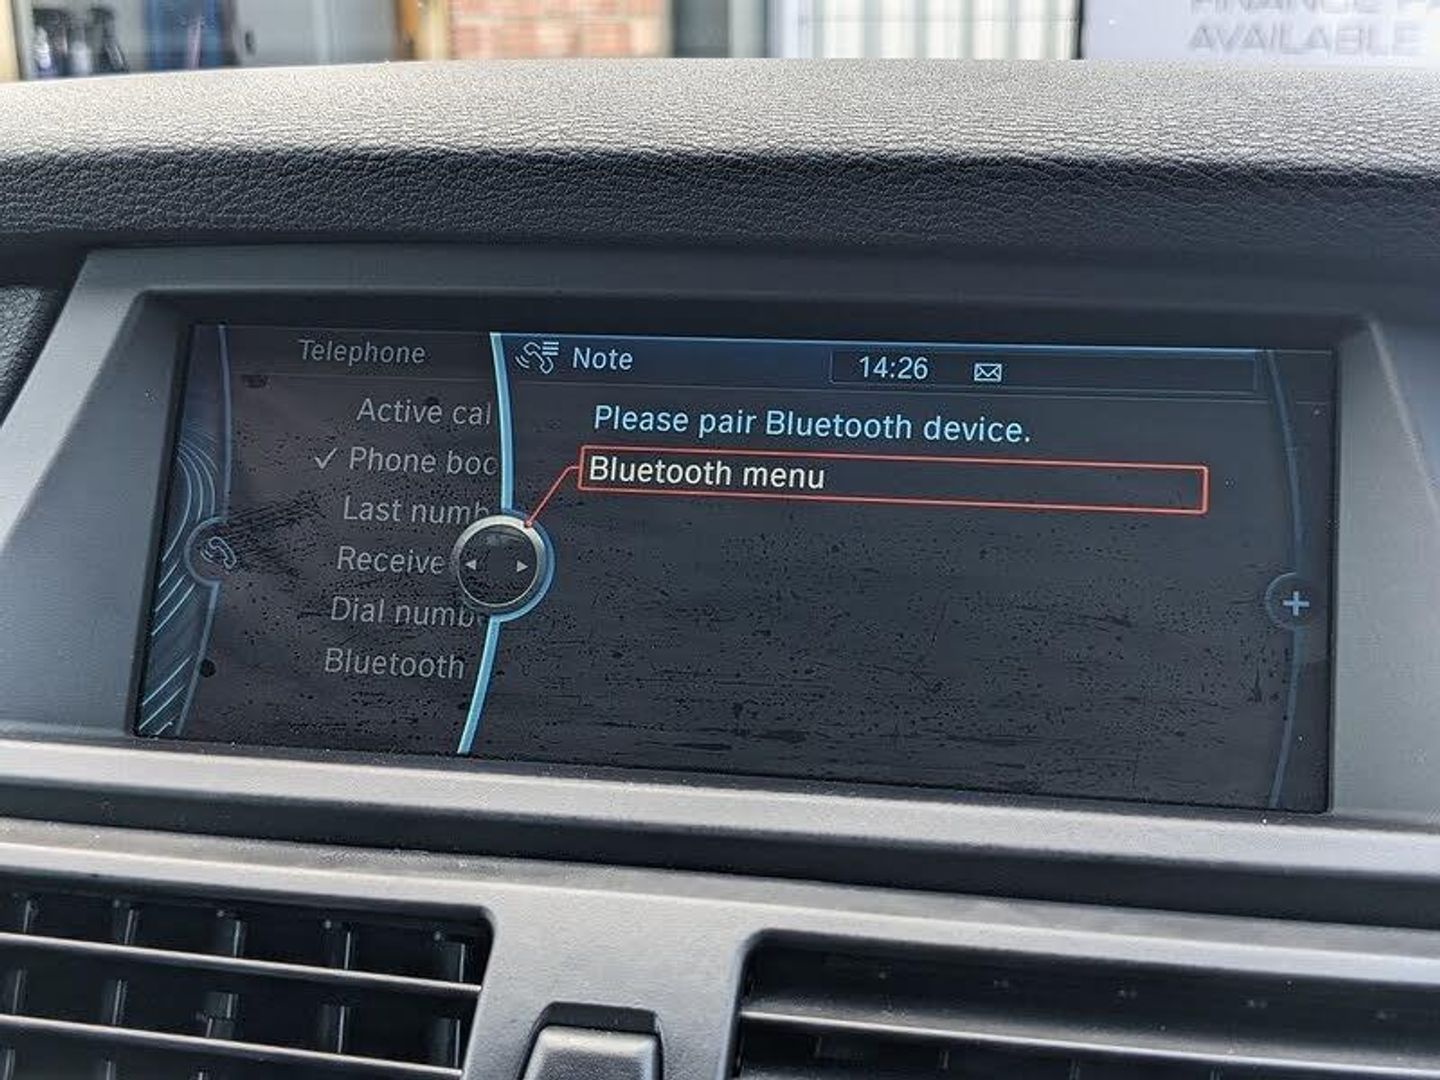 FINANCE
AVAILABLE
Telephone
Note
14:26
Active cal
Please pair Bluetooth device.
Phone boo
Bluetooth menu
Last numb
Receive
Dial numb
Bluetooth